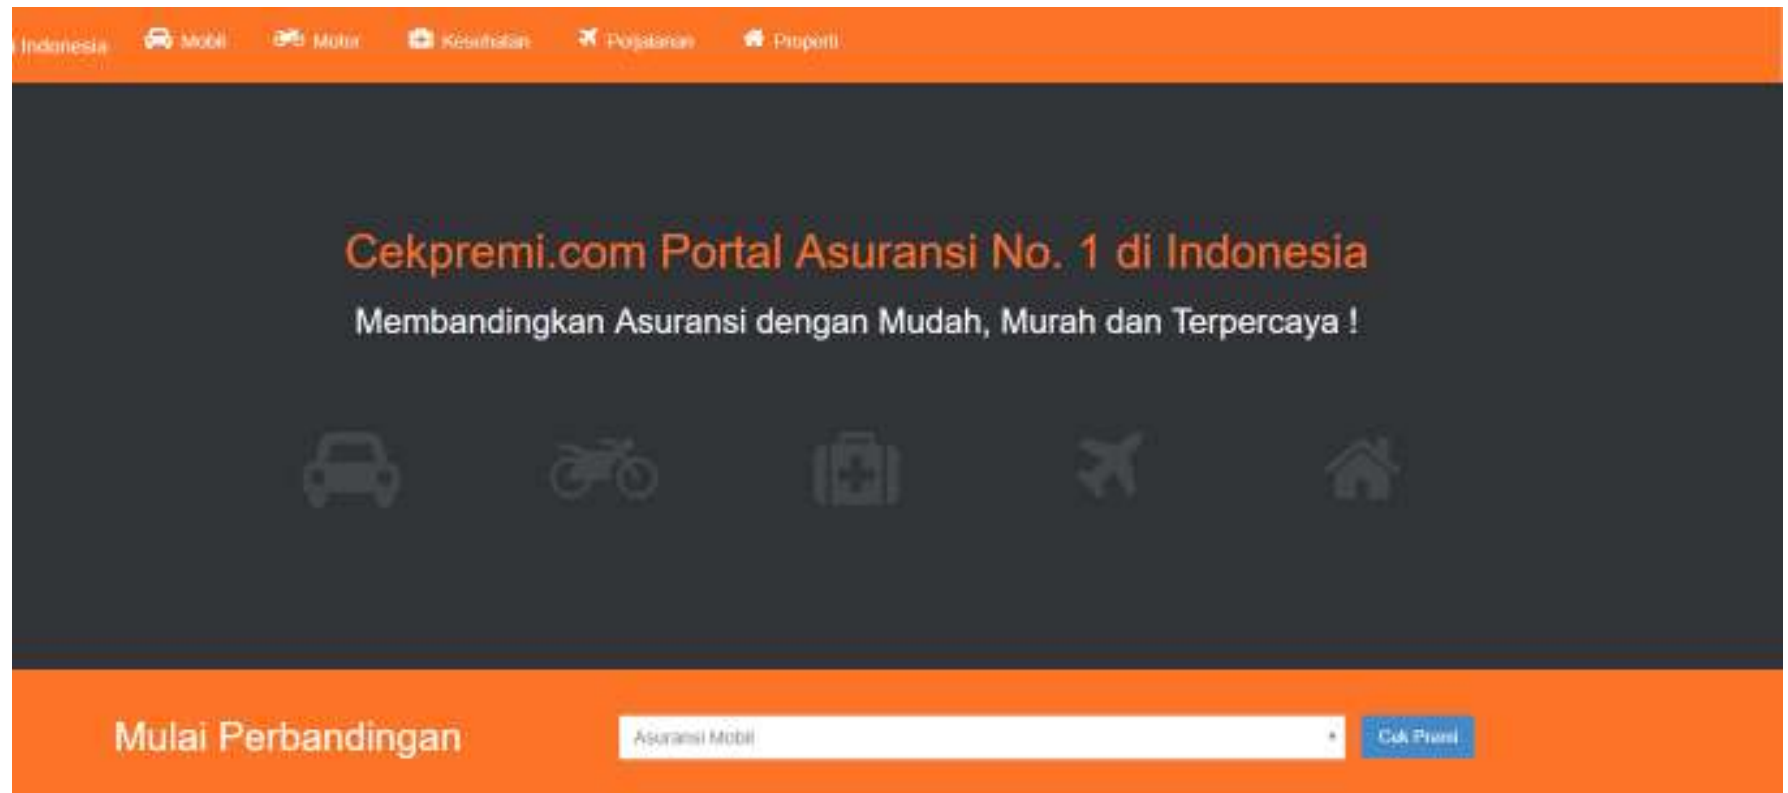 Indonesia Mobil Motor Kesehatan Perjalanan Properti
Cekpremi.com Portal Asuransi No. 1 di Indonesia
Membandingkan Asuransi dengan Mudah, Murah dan Terpercaya !
Mulai Perbandingan Asuransi Mobil Cek Premi